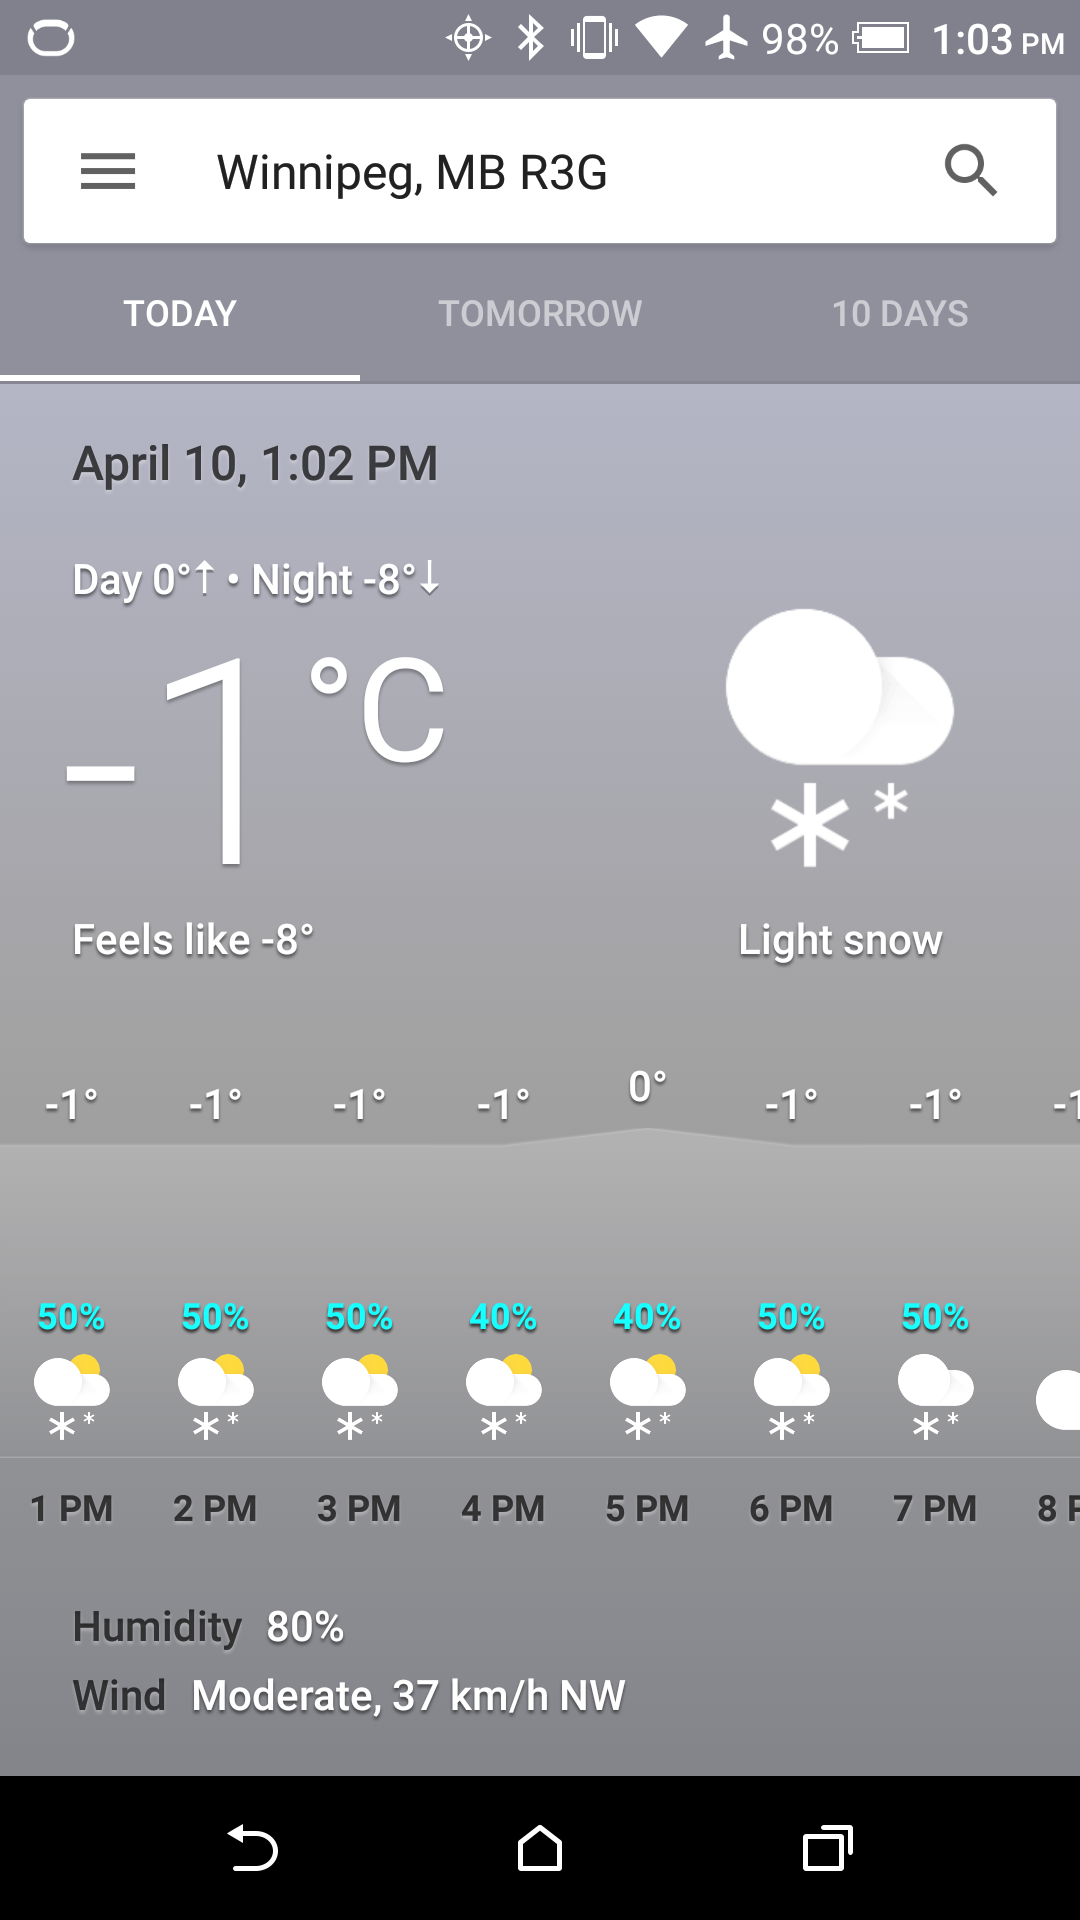 98% 1:03 PM
Winnipeg, MB R3G
TODAY TOMORROW 10 DAYS
April 10, 1:02 PM
Day 0°↑ • Night -8°↓
-1 °C
Feels like -8° Light snow
-1° -1° -1° -1° 0° -1° -1° -1
50% 50% 50% 40% 40% 50% 50%
1 PM 2 PM 3 PM 4 PM 5 PM 6 PM 7 PM 8 P
Humidity 80%
Wind Moderate, 37 km/h NW